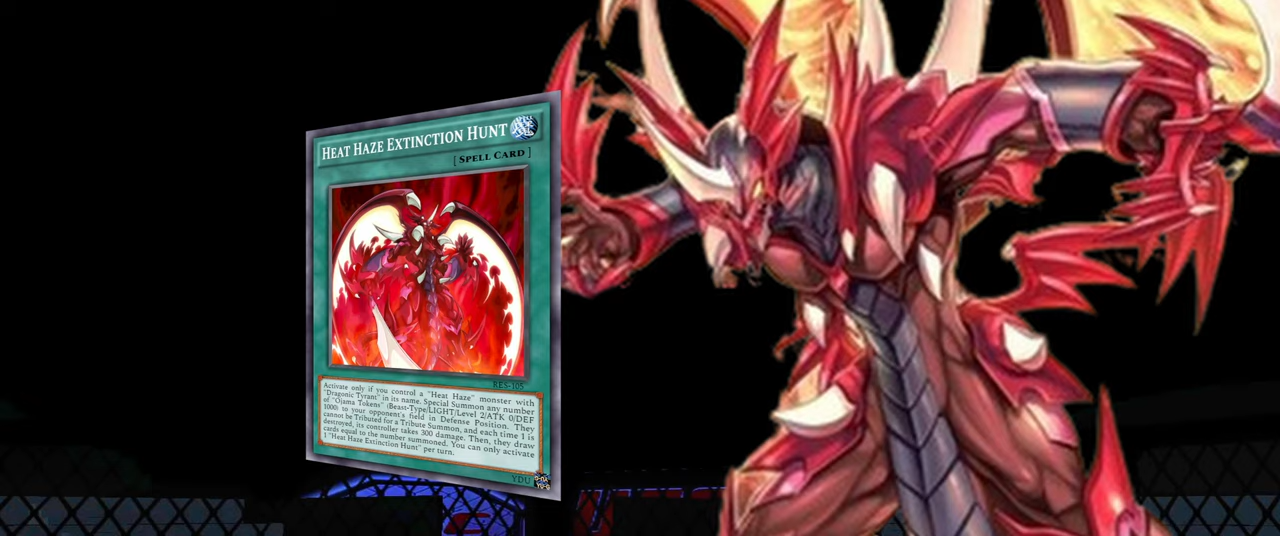 HEAT HAZE EXTINCTION HUNT
[ SPELL CARD ]
RES-105
Activate only if you control a "Heat Haze" monster with
"Dragonic Tyrant" in its name. Special Summon any number
of "Ojama Tokens" (Beast-Type/LIGHT/Level 2/ATK 0/DEF
1000) to your opponent's field in Defense Position. They
cannot be Tributed for a Tribute Summon, and each time 1 is
destroyed, its controller takes 300 damage. Then, they draw
cards equal to the number summoned. You can only activate
1 "Heat Haze Extinction Hunt" per turn.
YDU